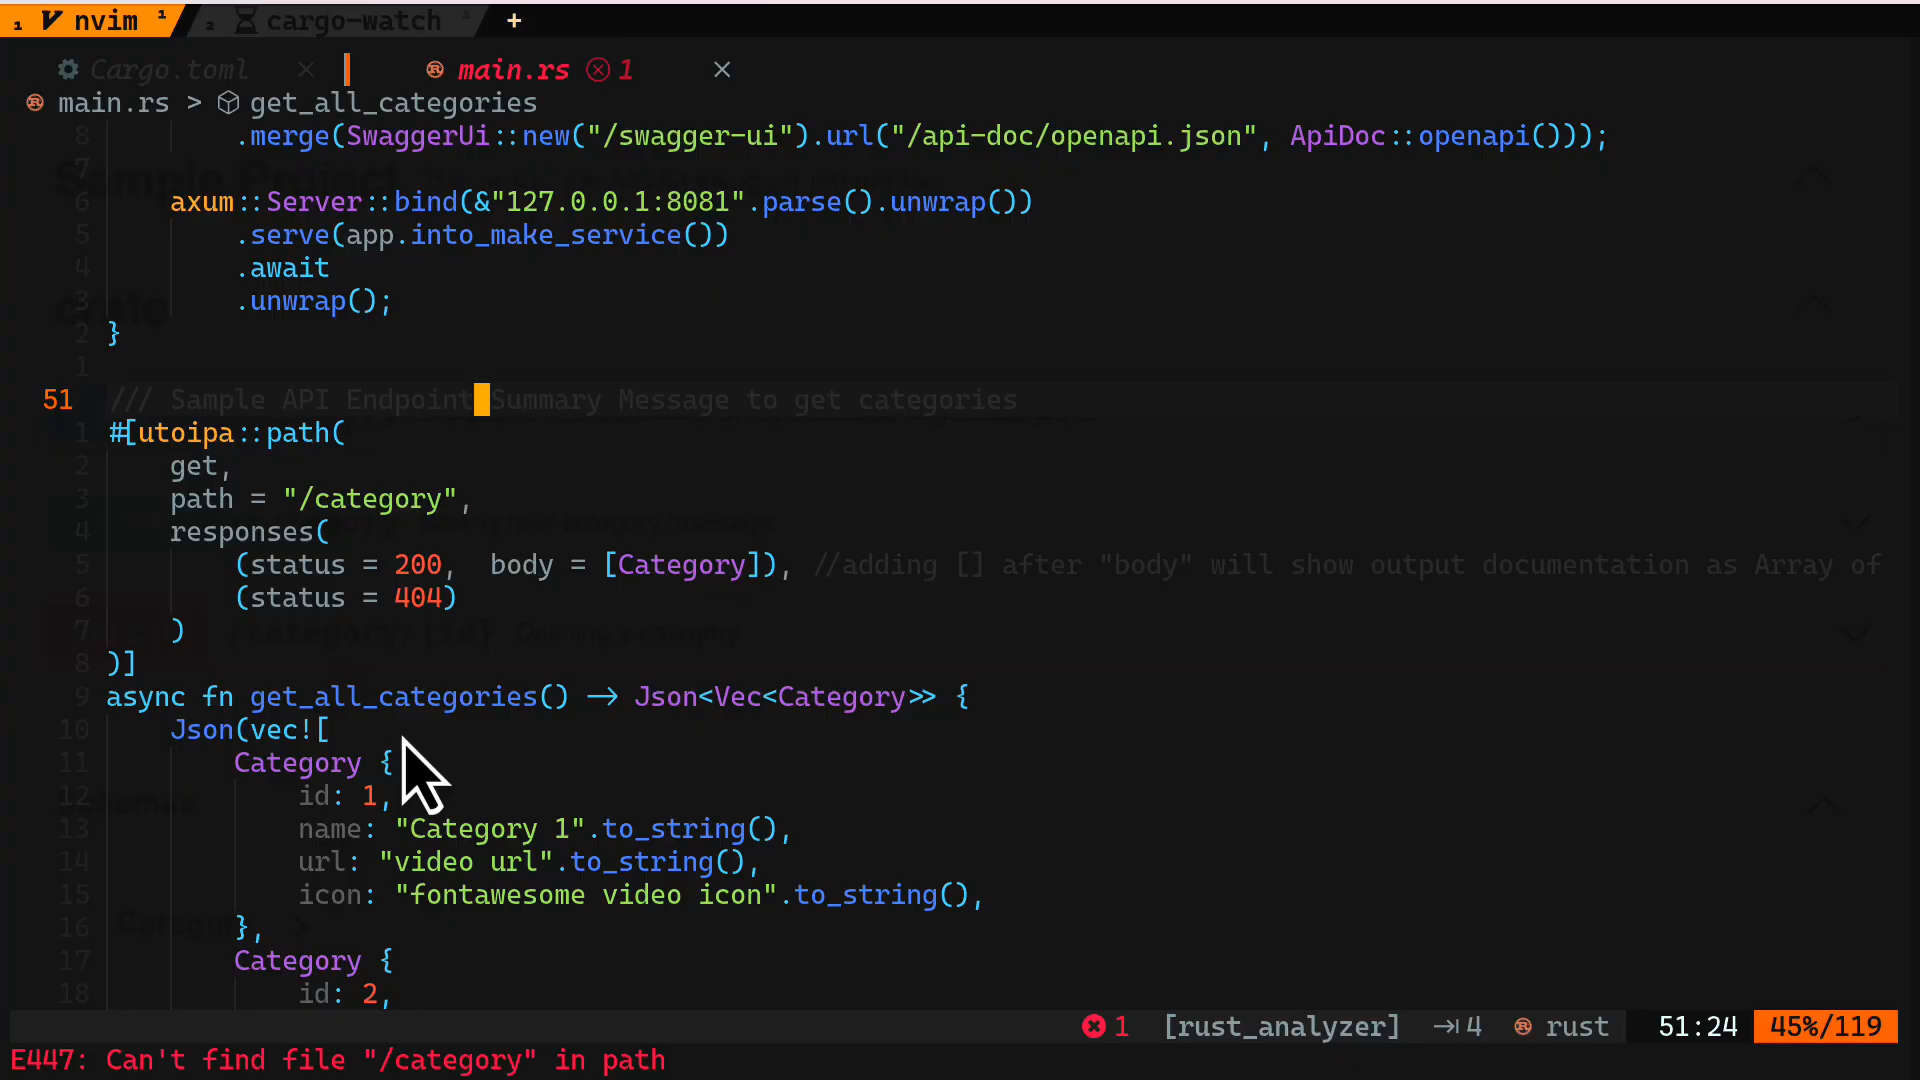 1 nvim 1 2 cargo-watch +
Cargo.toml × main.rs 1 ×
main.rs > get_all_categories
8 .merge(SwaggerUi::new("/swagger-ui").url("/api-doc/openapi.json", ApiDoc::openapi()));
7
6 axum::Server::bind(&"127.0.0.1:8081".parse().unwrap())
5 .serve(app.into_make_service())
4 .await
3 .unwrap();
2 }
1
51 /// Sample API Endpoint Summary Message to get categories
1 #[utoipa::path(
2 get,
3 path = "/category",
4 responses(
5 (status = 200, body = [Category]), //adding [] after "body" will show output documentation as Array of
6 (status = 404)
7 )
8 )]
9 async fn get_all_categories() -> Json<Vec<Category>> {
10 Json(vec![
11 Category {
12 id: 1,
13 name: "Category 1".to_string(),
14 url: "video url".to_string(),
15 icon: "fontawesome video icon".to_string(),
16 },
17 Category {
18 id: 2,
1 [rust_analyzer] 4 rust 51:24 45%/119
E447: Can't find file "/category" in path